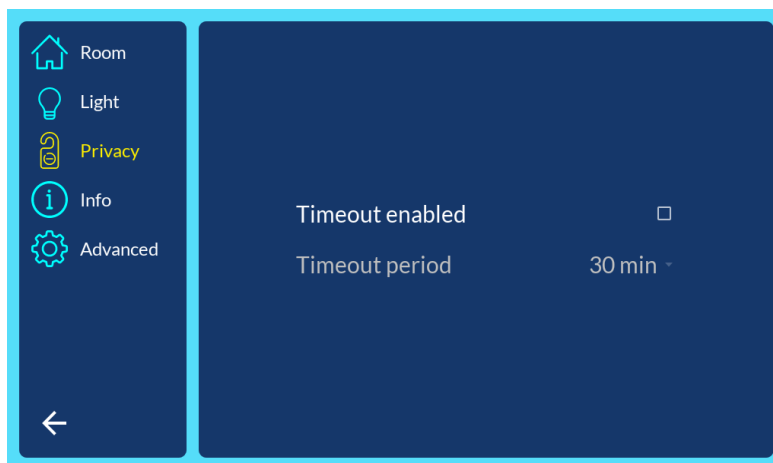 Room
Light
Privacy
Info
Advanced
Timeout enabled
Timeout period 30 min